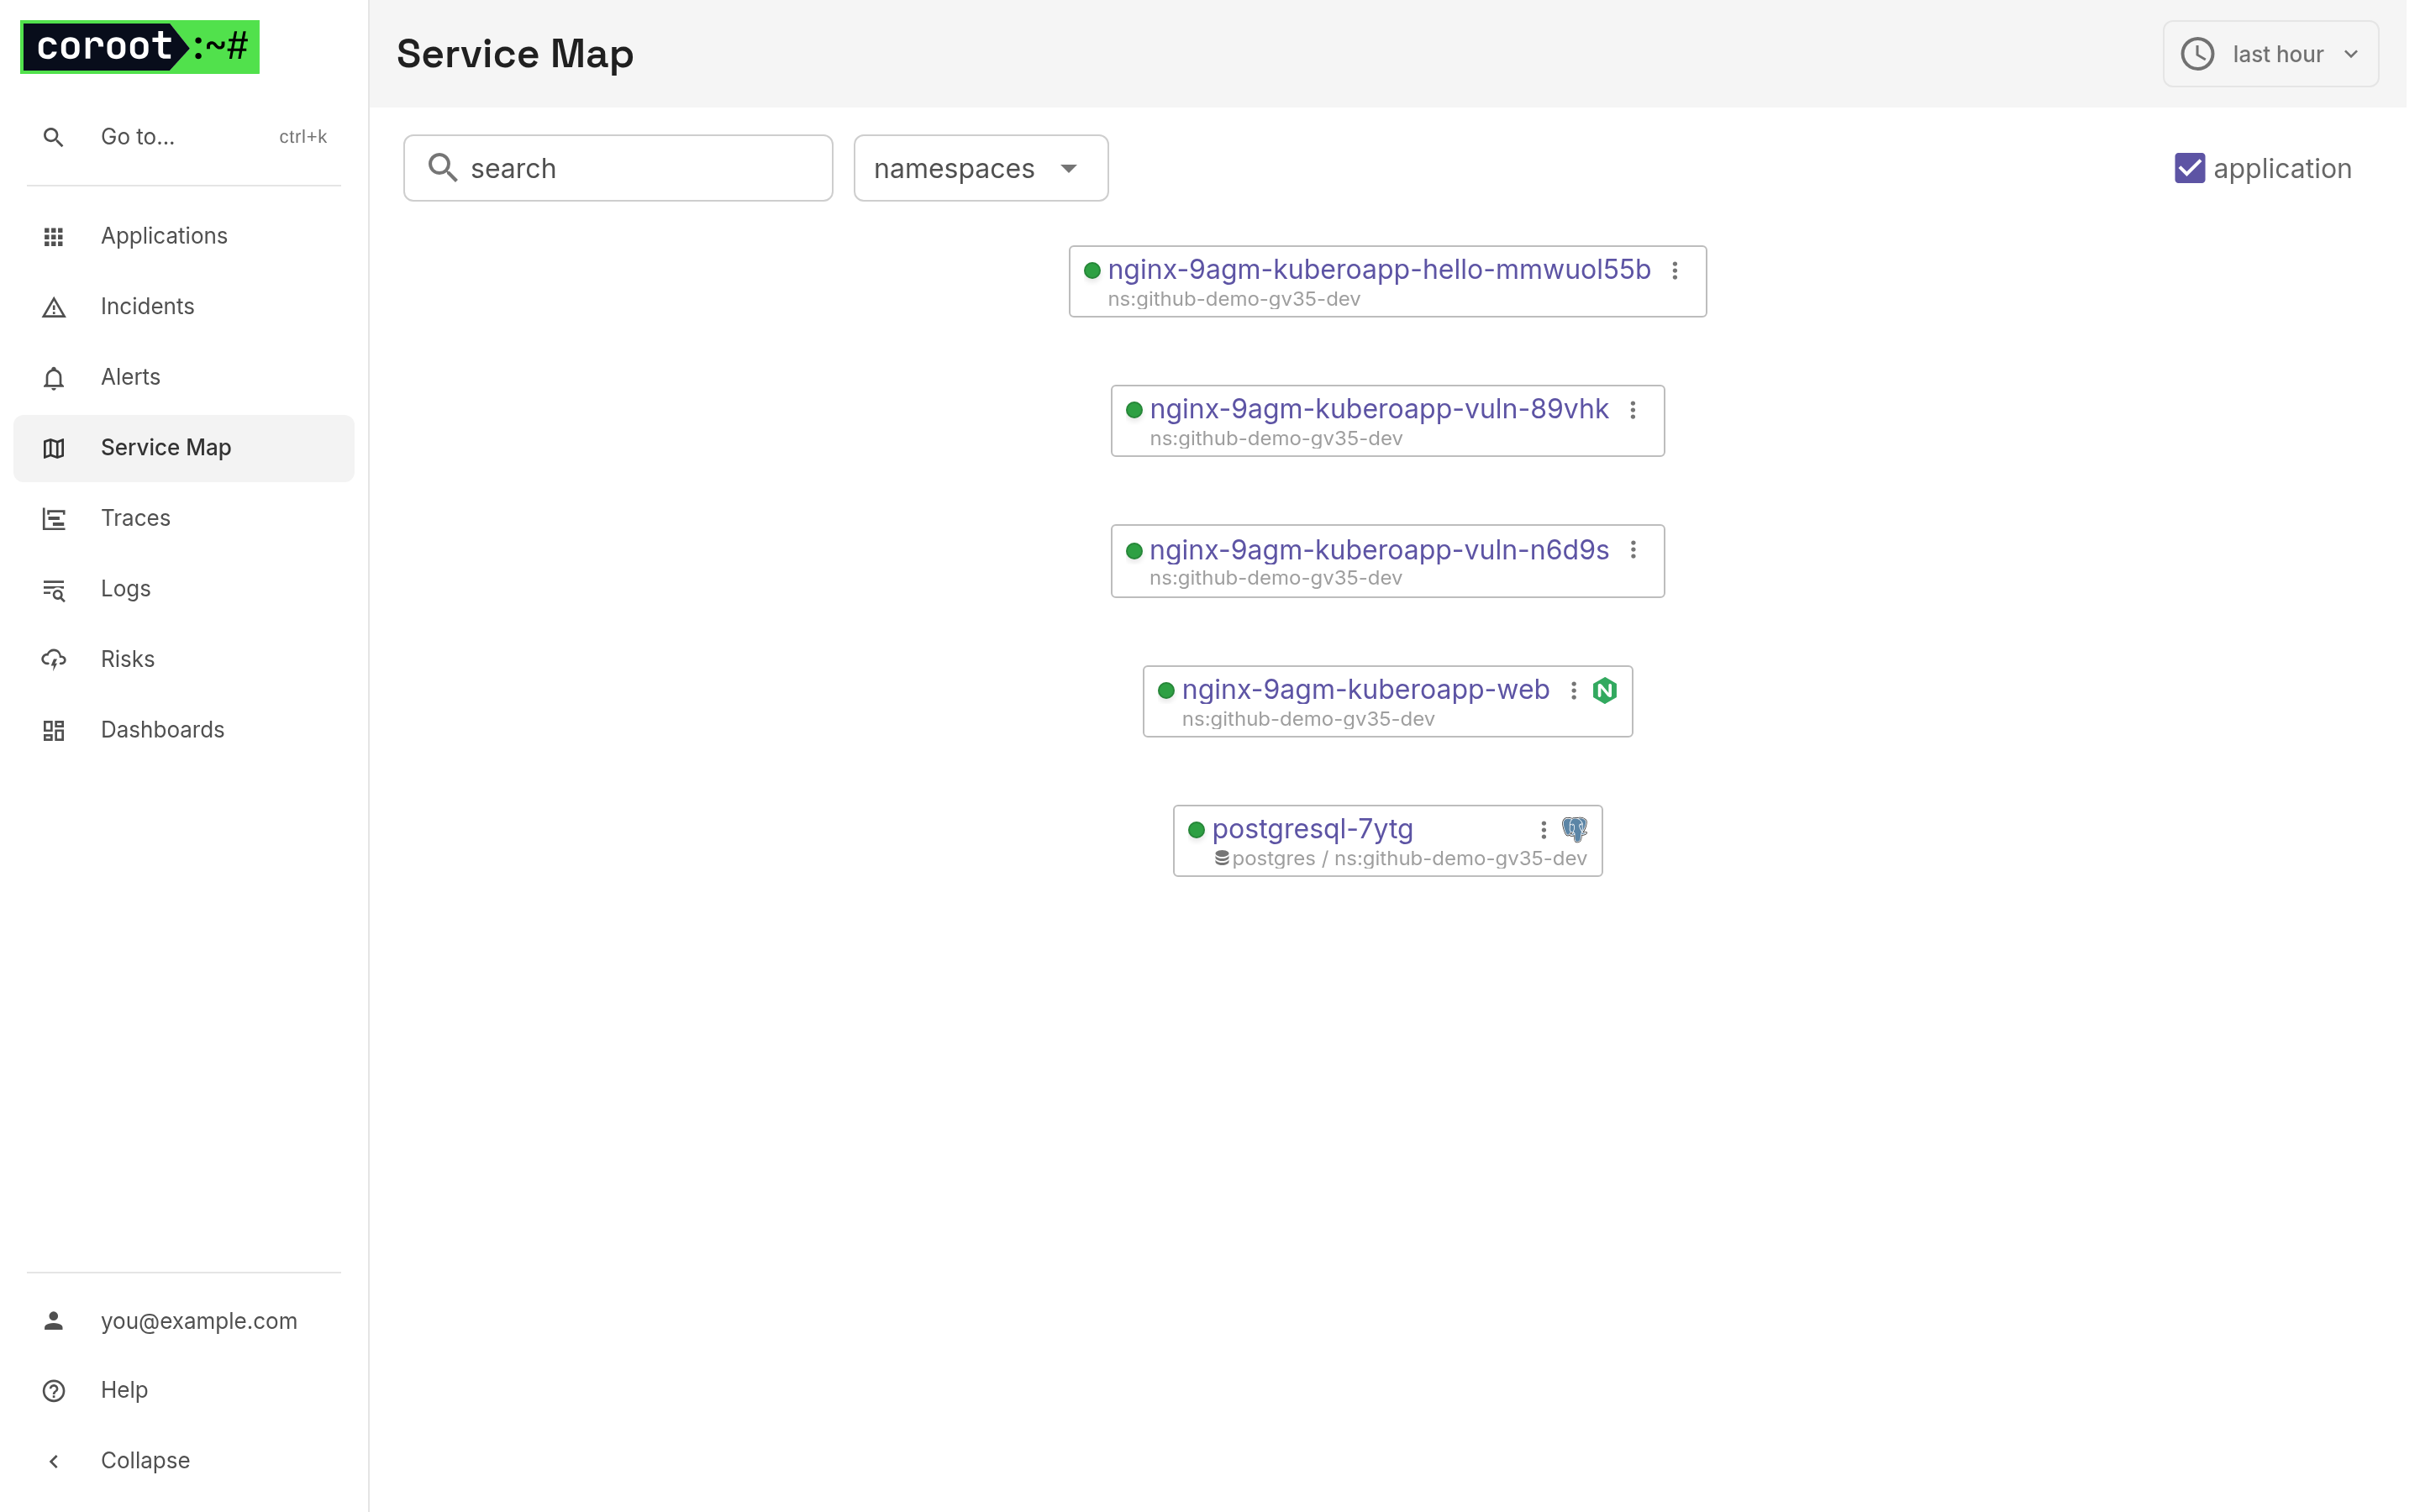 coroot:~#
Service Map
last hour
Go to...
ctrl+k
search
namespaces
application
Applications
Incidents
Alerts
Service Map
Traces
Logs
Risks
Dashboards
nginx-9agm-kuberoapp-hello-mmwuol55b
ns:github-demo-gv35-dev
nginx-9agm-kuberoapp-vuln-89vhk
ns:github-demo-gv35-dev
nginx-9agm-kuberoapp-vuln-n6d9s
ns:github-demo-gv35-dev
nginx-9agm-kuberoapp-web
N
ns:github-demo-gv35-dev
postgresql-7ytg
postgres / ns:github-demo-gv35-dev
you@example.com
Help
Collapse